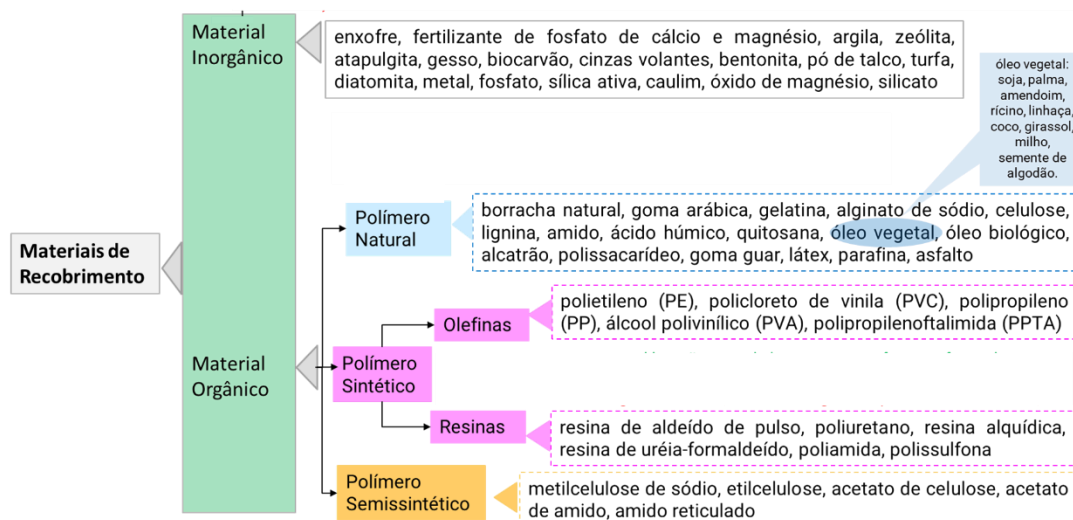 Material
Inorgânico
enxofre, fertilizante de fosfato de cálcio e magnésio, argila, zeólita,
atapulgita, gesso, biocarvão, cinzas volantes, bentonita, pó de talco, turfa,
diatomita, metal, fosfato, sílica ativa, caulim, óxido de magnésio, silicato
óleo vegetal:
soja, palma,
amendoim,
rícino, linhaça,
coco, girassol,
milho,
semente de
algodão.
Polímero
Natural
borracha natural, goma arábica, gelatina, alginato de sódio, celulose,
lignina, amido, ácido húmico, quitosana, óleo vegetal, óleo biológico,
alcatrão, polissacarídeo, goma guar, látex, parafina, asfalto
Materiais de
Recobrimento
Olefinas
polietileno (PE), policloreto de vinila (PVC), polipropileno
(PP), álcool polivinílico (PVA), polipropilenoftalimida (PPTA)
Material
Orgânico
Polímero
Sintético
Resinas
resina de aldeído de pulso, poliuretano, resina alquídica,
resina de uréia-formaldeído, poliamida, polissulfona
Polímero
Semissintético
metilcelulose de sódio, etilcelulose, acetato de celulose, acetato
de amido, amido reticulado